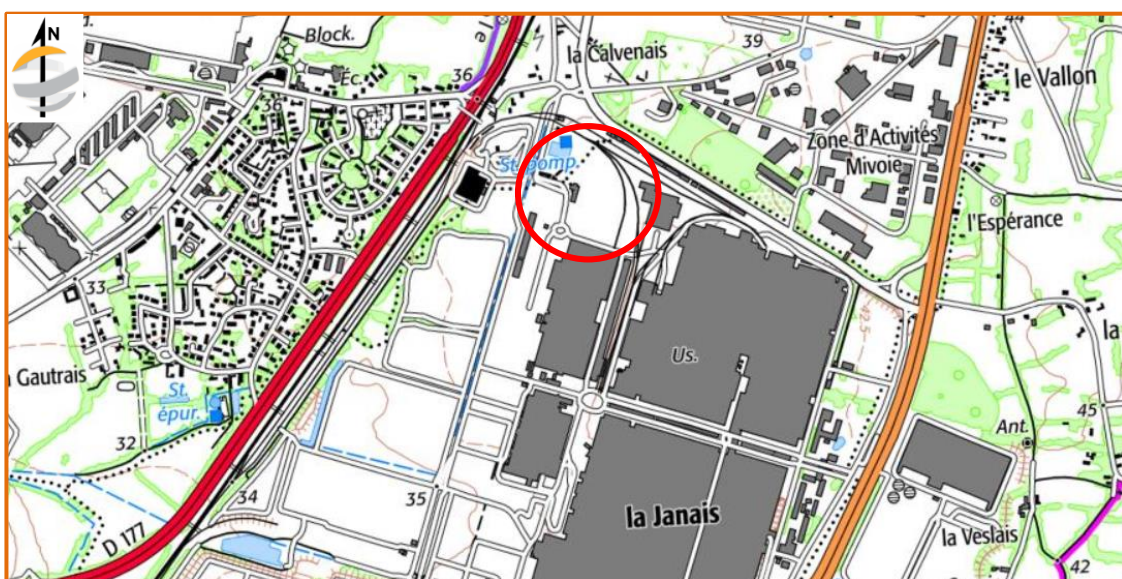 N
Block.
Éc.
36
36
la Calvenais
39
44
le Vallon
Zone d'Activités
Mivoie
St. Pomp.
l'Espérance
33
Gautrais
St.
épur.
32
34
D 177
35
Us.
42.5
la
45
Ant.
la Janais
la Veslais
42